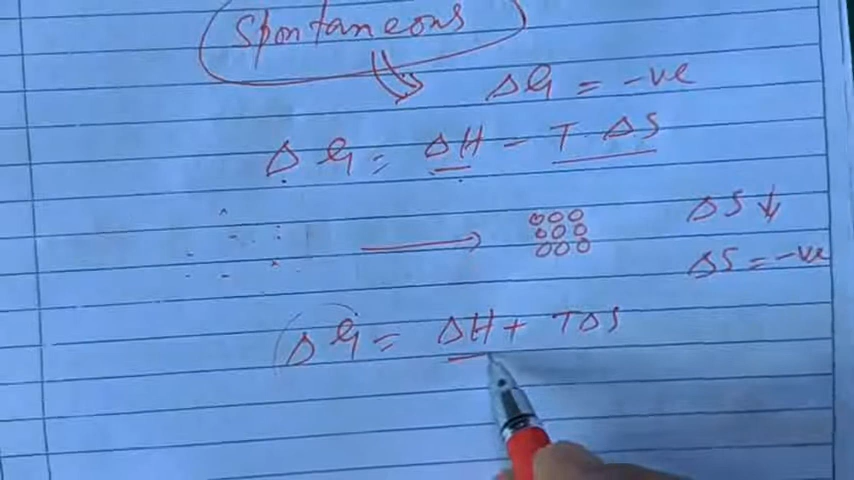 Spontaneous
ΔG = -ve
ΔG = ΔH - TΔS
ΔS ↓
ΔS = -ve
ΔG = ΔH + TΔS